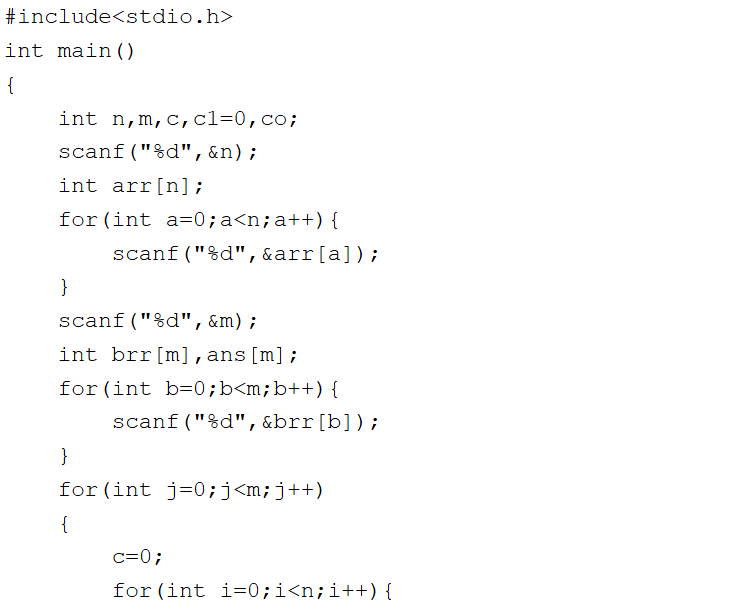 #include<stdio.h>
int main()
{
    int n,m,c,c1=0,co;
    scanf("%d",&n);
    int arr[n];
    for(int a=0;a<n;a++){
        scanf("%d",&arr[a]);
    }
    scanf("%d",&m);
    int brr[m],ans[m];
    for(int b=0;b<m;b++){
        scanf("%d",&brr[b]);
    }
    for(int j=0;j<m;j++)
    {
        c=0;
        for(int i=0;i<n;i++){